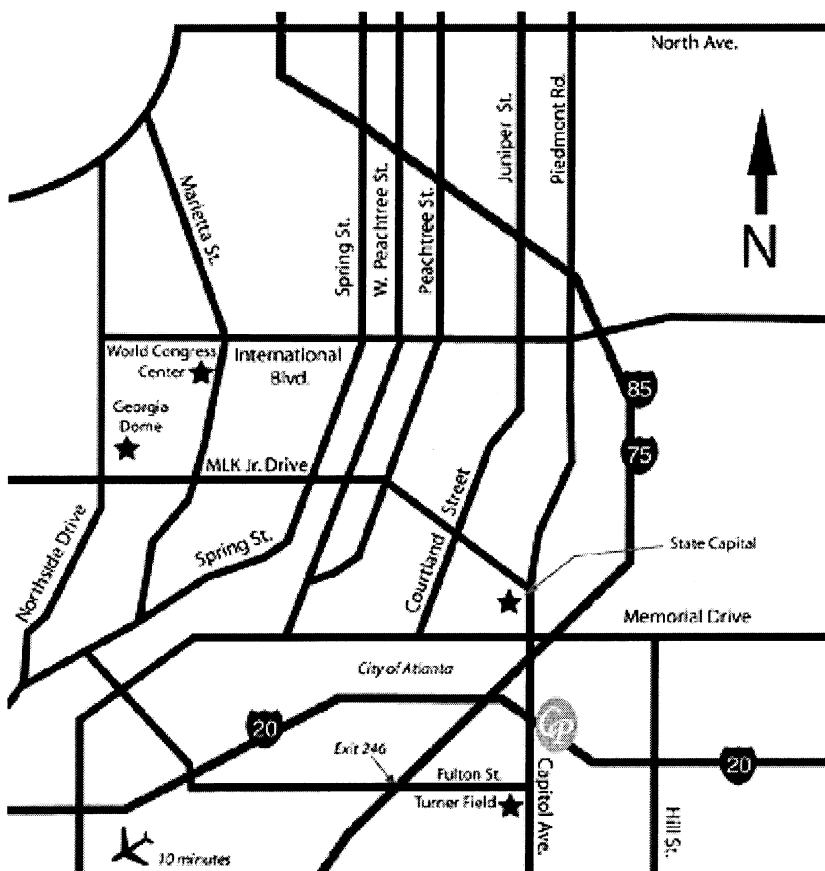 North Ave.
Marietta St.
Spring St.
W. Peachtree St.
Peachtree St.
Juniper St.
Piedmont Rd.
N
World Congress
Center
International
Blvd.
Georgia
Dome
85
75
MLK Jr. Drive
Northside Drive
Spring St.
Courtland Street
State Capital
Memorial Drive
City of Atlanta
20
Gp
Exit 246
Fulton St.
20
Turner Field
Capitol Ave.
Hill St.
10 minutes